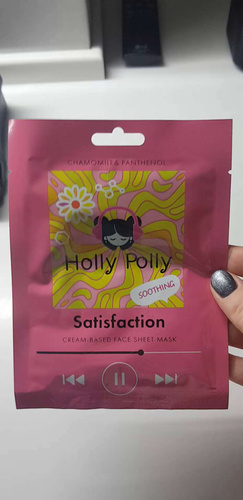 CHAMOMILE & PANTHENOL
Holly Polly
SOOTHING
Satisfaction
CREAM-BASED FACE SHEET MASK